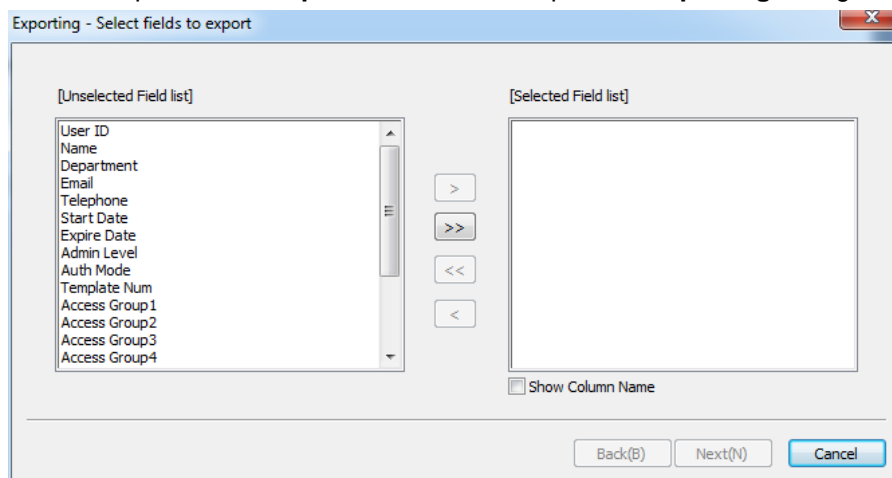 Exporting - Select fields to export
[Unselected Field list]
[Selected Field list]
User ID
Name
Department
Email
Telephone
Start Date
Expire Date
Admin Level
Auth Mode
Template Num
Access Group1
Access Group2
Access Group3
Access Group4
>
>>
<<
<
Show Column Name
Back(B)
Next(N)
Cancel